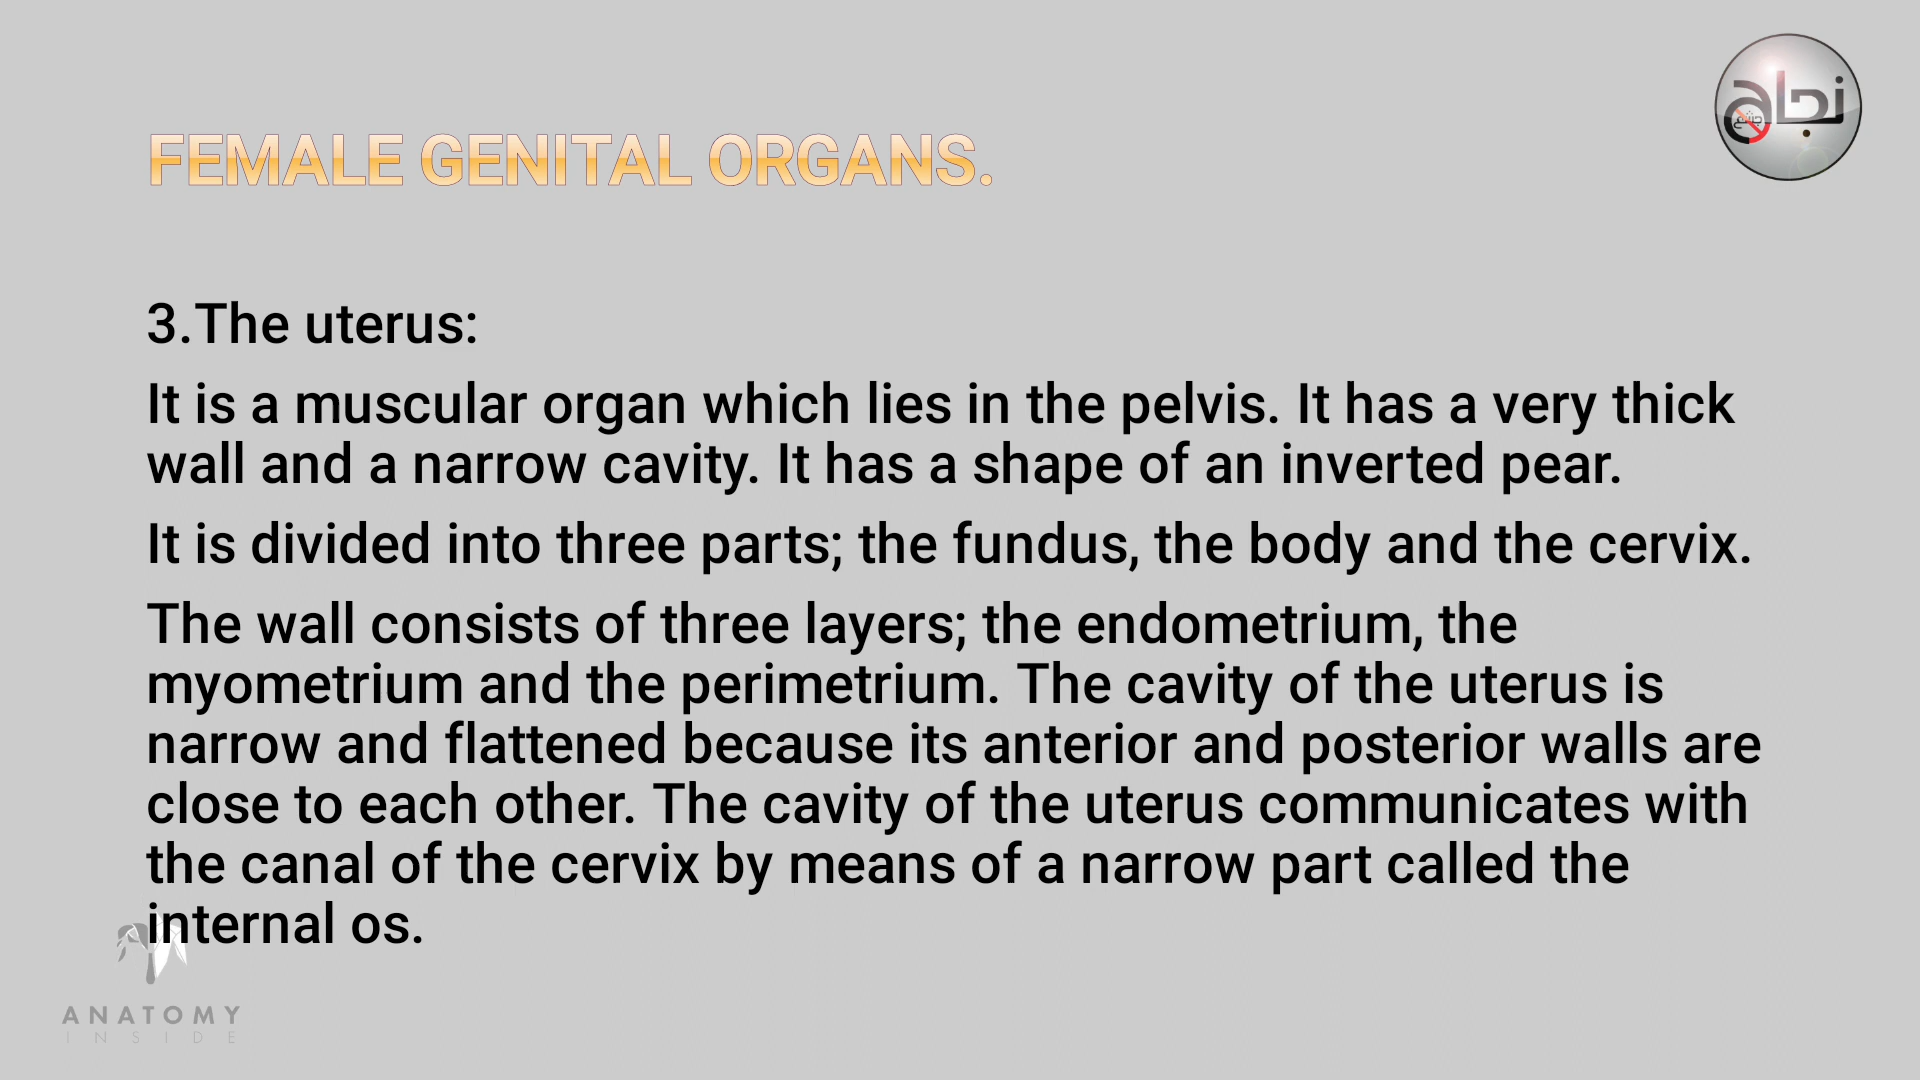 FEMALE GENITAL ORGANS.
نجاح
جشع
3.The uterus:
It is a muscular organ which lies in the pelvis. It has a very thick
wall and a narrow cavity. It has a shape of an inverted pear.
It is divided into three parts; the fundus, the body and the cervix.
The wall consists of three layers; the endometrium, the
myometrium and the perimetrium. The cavity of the uterus is
narrow and flattened because its anterior and posterior walls are
close to each other. The cavity of the uterus communicates with
the canal of the cervix by means of a narrow part called the
internal os.
ANATOMY
INSIDE